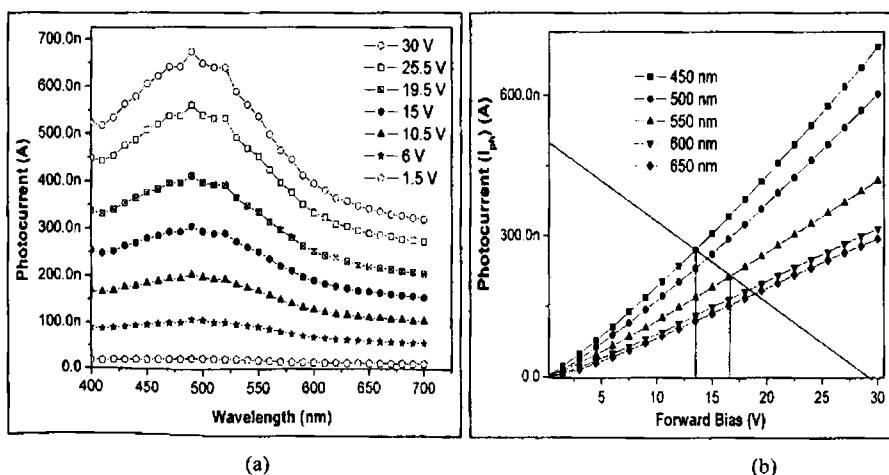 700.0n
600.0n
500.0n
400.0n
300.0n
200.0n
100.0n
0.0
Photocurrent (A)
400 450 500 550 600 650 700
Wavelength (nm)
30 V
25.5 V
19.5 V
15 V
10.5 V
6 V
1.5 V
(a)
600.0n
300.0n
0.0
Photocurrent (Iph) (A)
5 10 15 20 25 30
Forward Bias (V)
450 nm
500 nm
550 nm
600 nm
650 nm
(b)